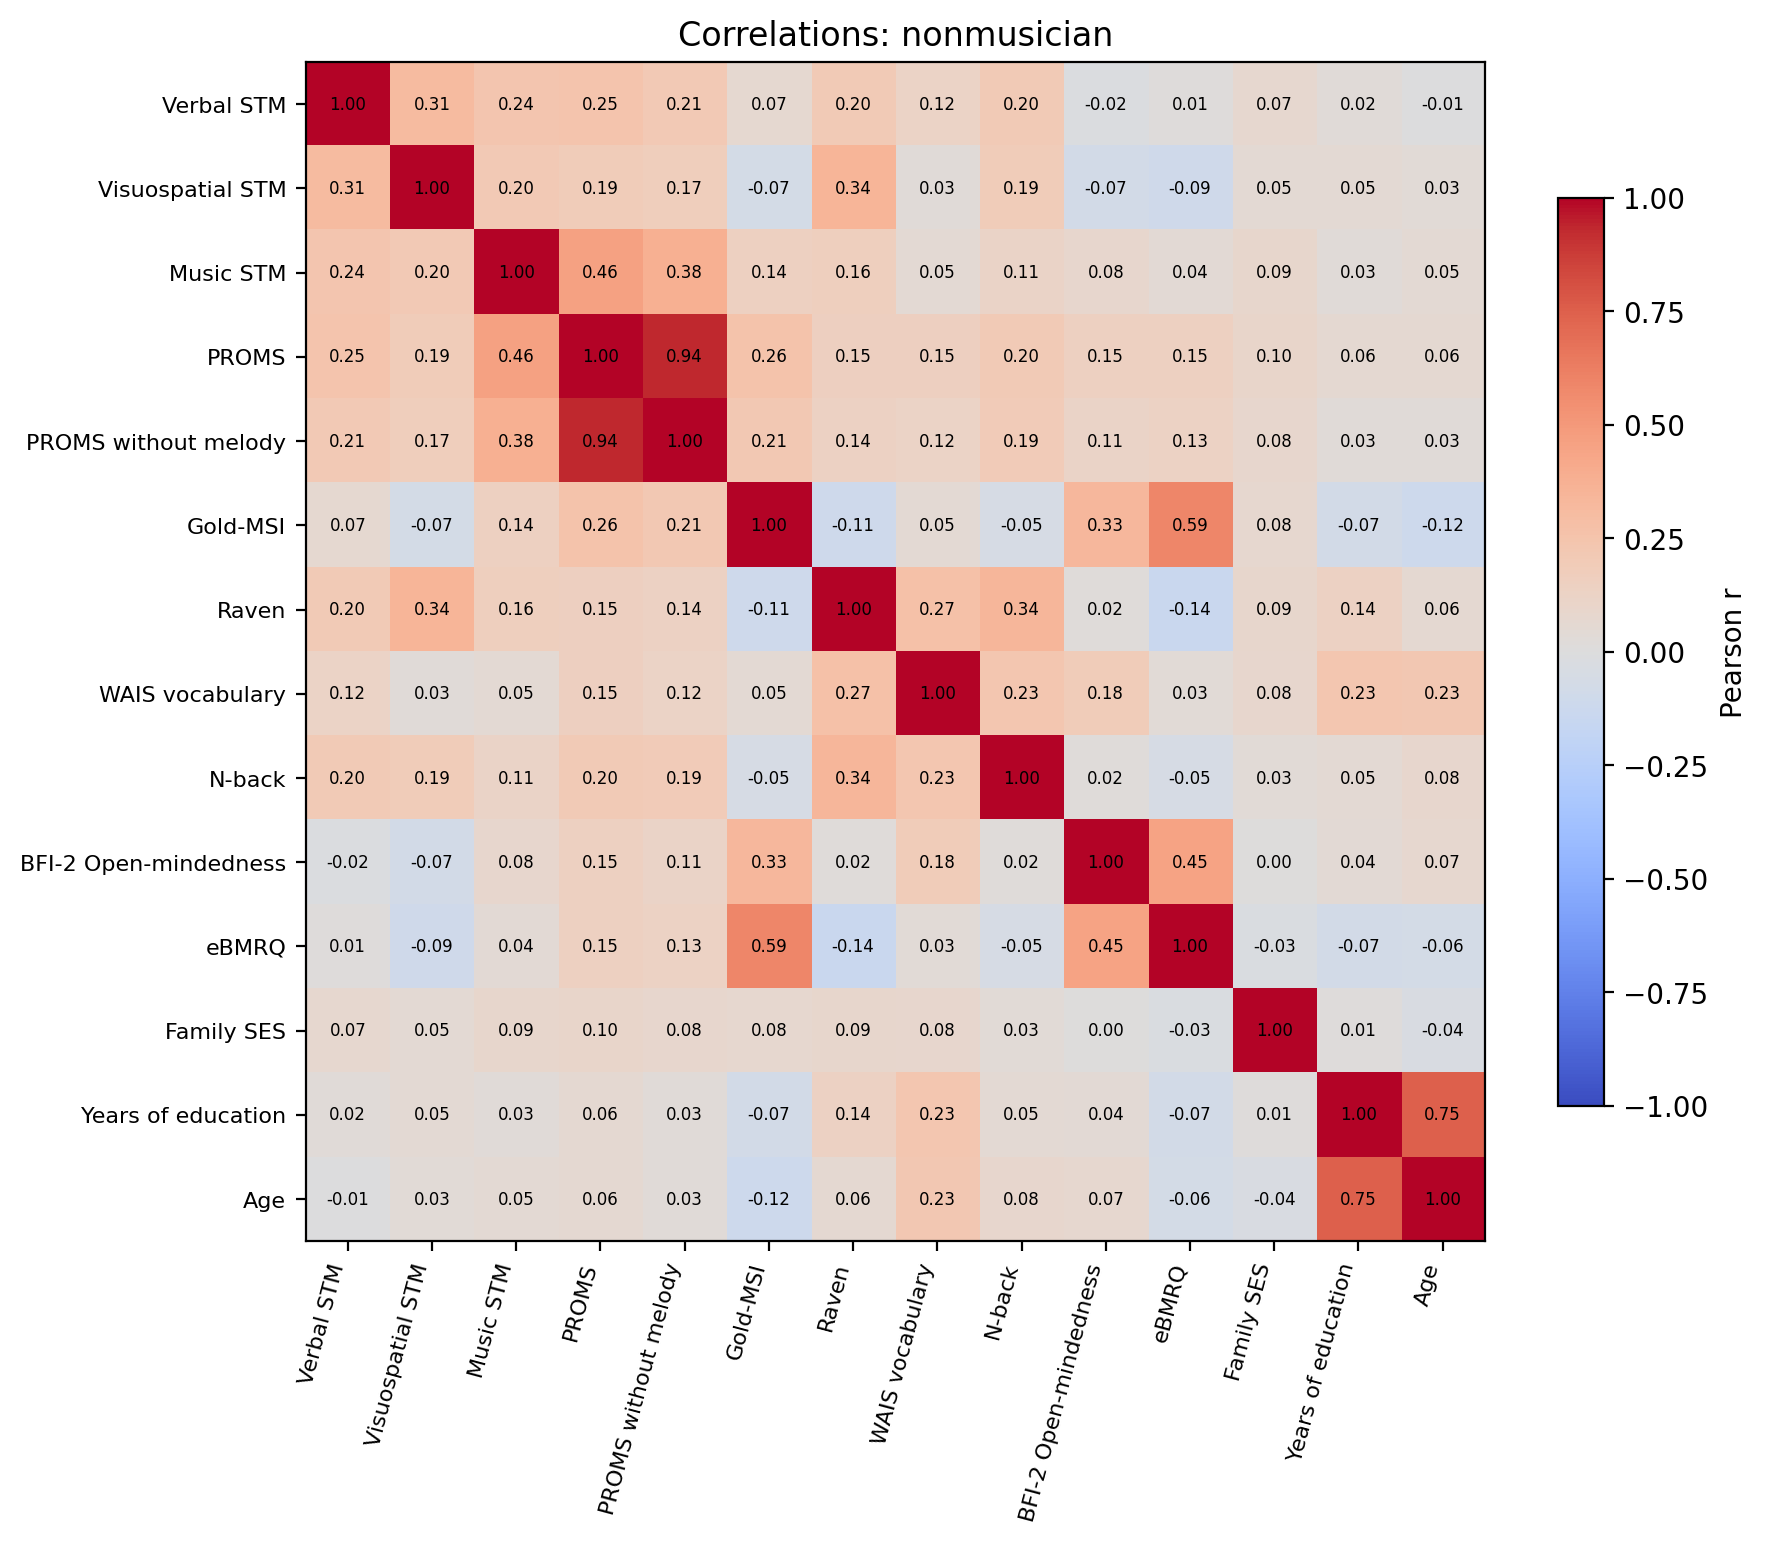 Correlations: nonmusician
Verbal STM 1.00 0.31 0.24 0.25 0.21 0.07 0.20 0.12 0.20 -0.02 0.01 0.07 0.02 -0.01
Visuospatial STM 0.31 1.00 0.20 0.19 0.17 -0.07 0.34 0.03 0.19 -0.07 -0.09 0.05 0.05 0.03
Music STM 0.24 0.20 1.00 0.46 0.38 0.14 0.16 0.05 0.11 0.08 0.04 0.09 0.03 0.05
PROMS 0.25 0.19 0.46 1.00 0.94 0.26 0.15 0.15 0.20 0.15 0.15 0.10 0.06 0.06
PROMS without melody 0.21 0.17 0.38 0.94 1.00 0.21 0.14 0.12 0.19 0.11 0.13 0.08 0.03 0.03
Gold-MSI 0.07 -0.07 0.14 0.26 0.21 1.00 -0.11 0.05 -0.05 0.33 0.59 0.08 -0.07 -0.12
Raven 0.20 0.34 0.16 0.15 0.14 -0.11 1.00 0.27 0.34 0.02 -0.14 0.09 0.14 0.06
WAIS vocabulary 0.12 0.03 0.05 0.15 0.12 0.05 0.27 1.00 0.23 0.18 0.03 0.08 0.23 0.23
N-back 0.20 0.19 0.11 0.20 0.19 -0.05 0.34 0.23 1.00 0.02 -0.05 0.03 0.05 0.08
BFI-2 Open-mindedness -0.02 -0.07 0.08 0.15 0.11 0.33 0.02 0.18 0.02 1.00 0.45 0.00 0.04 0.07
eBMRQ 0.01 -0.09 0.04 0.15 0.13 0.59 -0.14 0.03 -0.05 0.45 1.00 -0.03 -0.07 -0.06
Family SES 0.07 0.05 0.09 0.10 0.08 0.08 0.09 0.08 0.03 0.00 -0.03 1.00 0.01 -0.04
Years of education 0.02 0.05 0.03 0.06 0.03 -0.07 0.14 0.23 0.05 0.04 -0.07 0.01 1.00 0.75
Age -0.01 0.03 0.05 0.06 0.03 -0.12 0.06 0.23 0.08 0.07 -0.06 -0.04 0.75 1.00
Verbal STM
Visuospatial STM
Music STM
PROMS
PROMS without melody
Gold-MSI
Raven
WAIS vocabulary
N-back
BFI-2 Open-mindedness
eBMRQ
Family SES
Years of education
Age
1.00
0.75
0.50
0.25
0.00
−0.25
−0.50
−0.75
−1.00
Pearson r